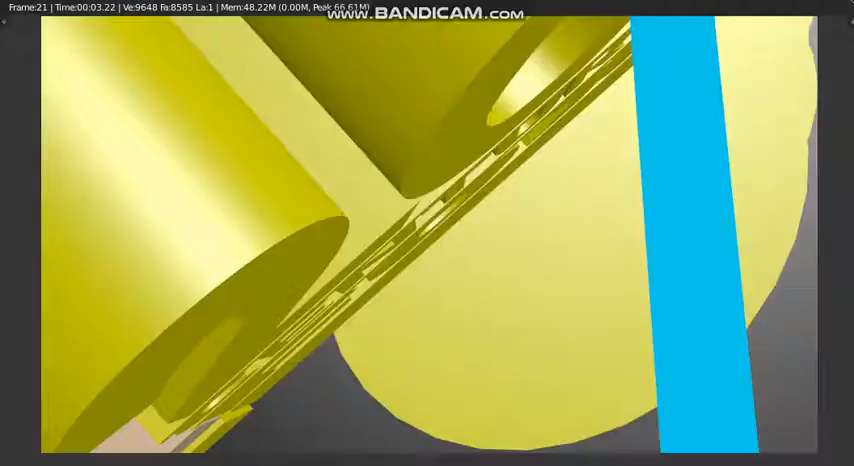 Frame:21 | Time:00:03.22 | Ve:9648 Fa:8585 La:1 | Mem:48.22M (0.00M, Peak 66.61M)
www.BANDICAM.com